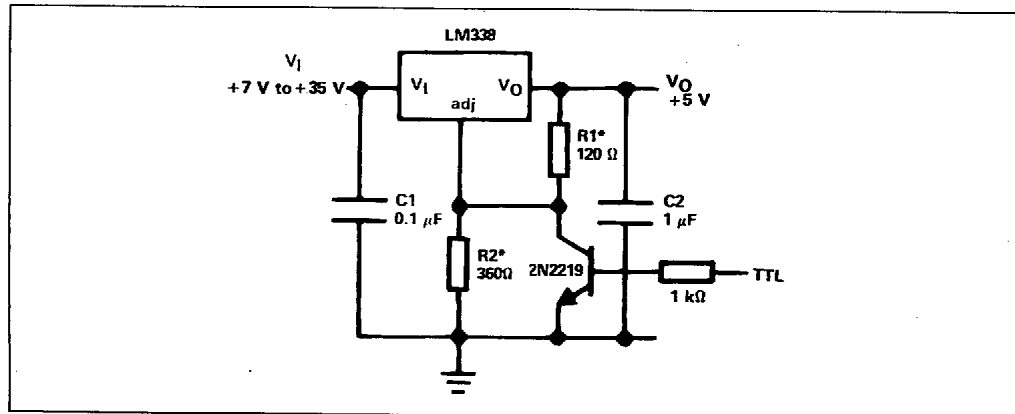 LM338
VI
+7 V to +35 V
VI
VO
adj
VO
+5 V
R1*
120 Ω
C1
0.1 μF
R2*
360Ω
2N2219
C2
1 μF
1 kΩ
TTL